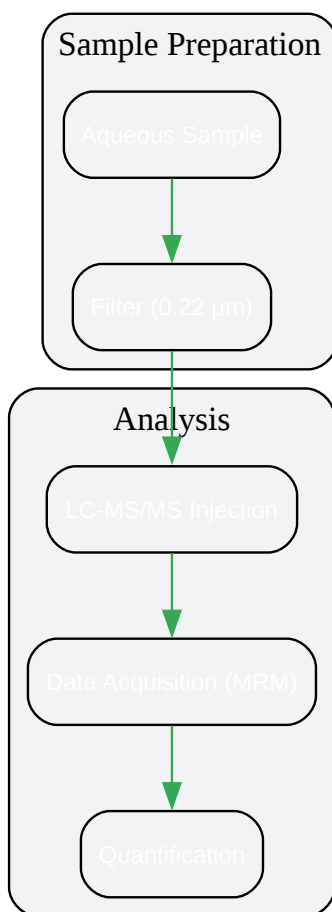 Sample Preparation
Aqueous Sample
Filter (0.22 µm)
Analysis
LC-MS/MS Injection
Data Acquisition (MRM)
Quantification